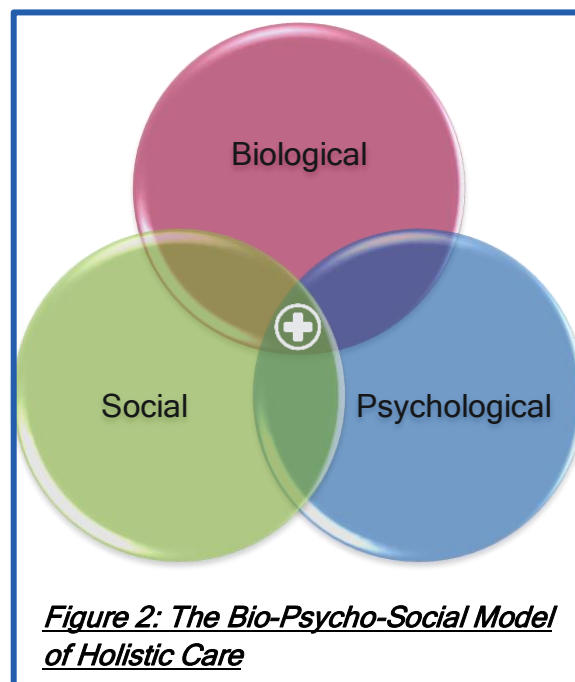 Biological
Social
Psychological
Figure 2: The Bio-Psycho-Social Model
of Holistic Care